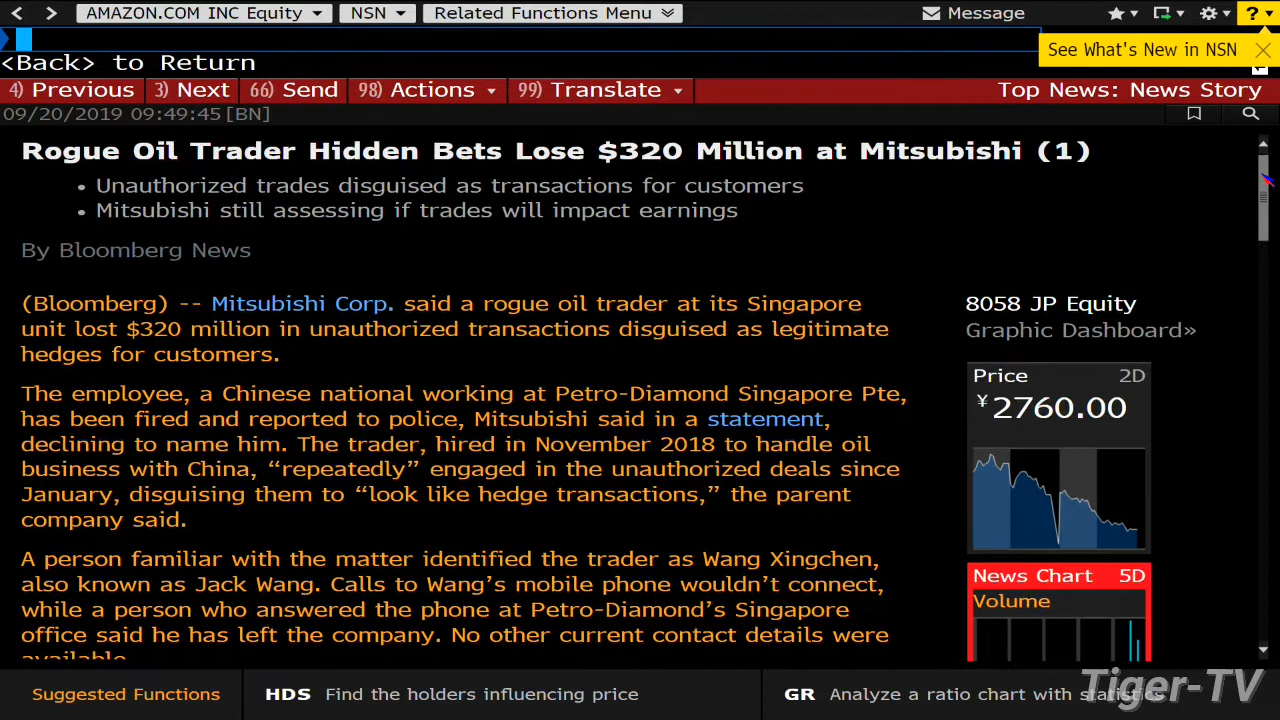 AMAZON.COM INC Equity NSN Related Functions Menu Message ?
See What's New in NSN
<Back> to Return
4) Previous 3) Next 66) Send 98) Actions 99) Translate Top News: News Story
09/20/2019 09:49:45 [BN]
Rogue Oil Trader Hidden Bets Lose $320 Million at Mitsubishi (1)
• Unauthorized trades disguised as transactions for customers
• Mitsubishi still assessing if trades will impact earnings
By Bloomberg News
(Bloomberg) -- Mitsubishi Corp. said a rogue oil trader at its Singapore
unit lost $320 million in unauthorized transactions disguised as legitimate
hedges for customers.
The employee, a Chinese national working at Petro-Diamond Singapore Pte,
has been fired and reported to police, Mitsubishi said in a statement,
declining to name him. The trader, hired in November 2018 to handle oil
business with China, “repeatedly” engaged in the unauthorized deals since
January, disguising them to “look like hedge transactions,” the parent
company said.
A person familiar with the matter identified the trader as Wang Xingchen,
also known as Jack Wang. Calls to Wang’s mobile phone wouldn’t connect,
while a person who answered the phone at Petro-Diamond’s Singapore
office said he has left the company. No other current contact details were
available.
8058 JP Equity
Graphic Dashboard»
Price 2D
¥2760.00
News Chart 5D
Volume
Suggested Functions HDS Find the holders influencing price GR Analyze a ratio chart with statistics
Tiger-TV